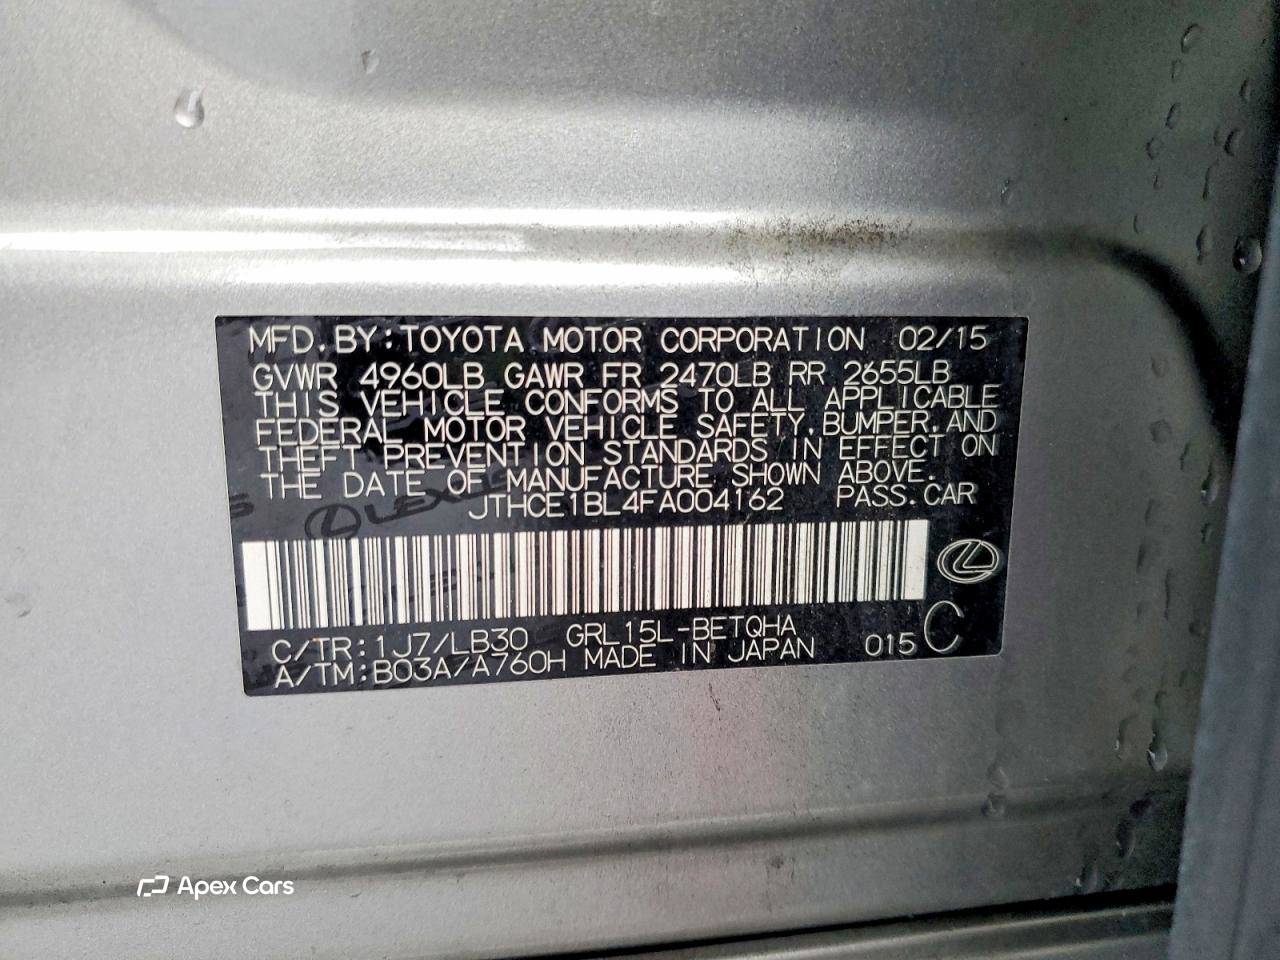 MFD. BY: TOYOTA MOTOR CORPORATION 02/15
GVWR 4960LB GAWR FR 2470LB RR 2655LB
THIS VEHICLE CONFORMS TO ALL APPLICABLE
FEDERAL MOTOR VEHICLE SAFETY, BUMPER, AND
THEFT PREVENTION STANDARDS IN EFFECT ON
THE DATE OF MANUFACTURE SHOWN ABOVE.
LEXUS
JTHCE1BL4FA004162 PASS. CAR
C/TR: 1J7/LB30 GRL15L-BETQHA
A/TM: B03A/A760H MADE IN JAPAN 015 C
Apex Cars